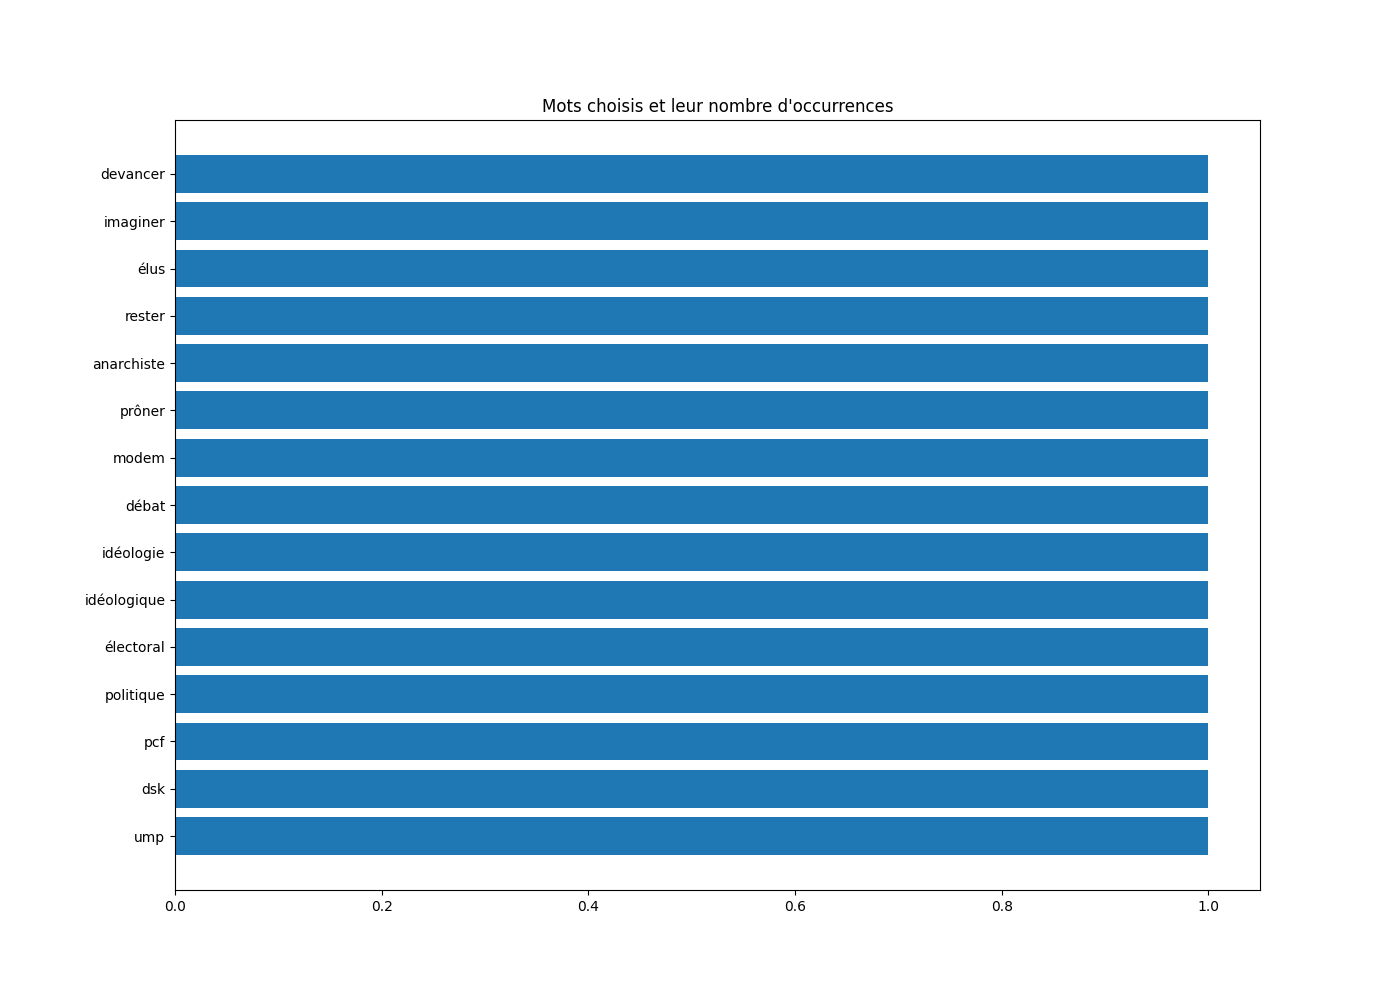 Mots choisis et leur nombre d'occurrences
devancer
imaginer
élus
rester
anarchiste
prôner
modem
débat
idéologie
idéologique
électoral
politique
pcf
dsk
ump
0.0 0.2 0.4 0.6 0.8 1.0